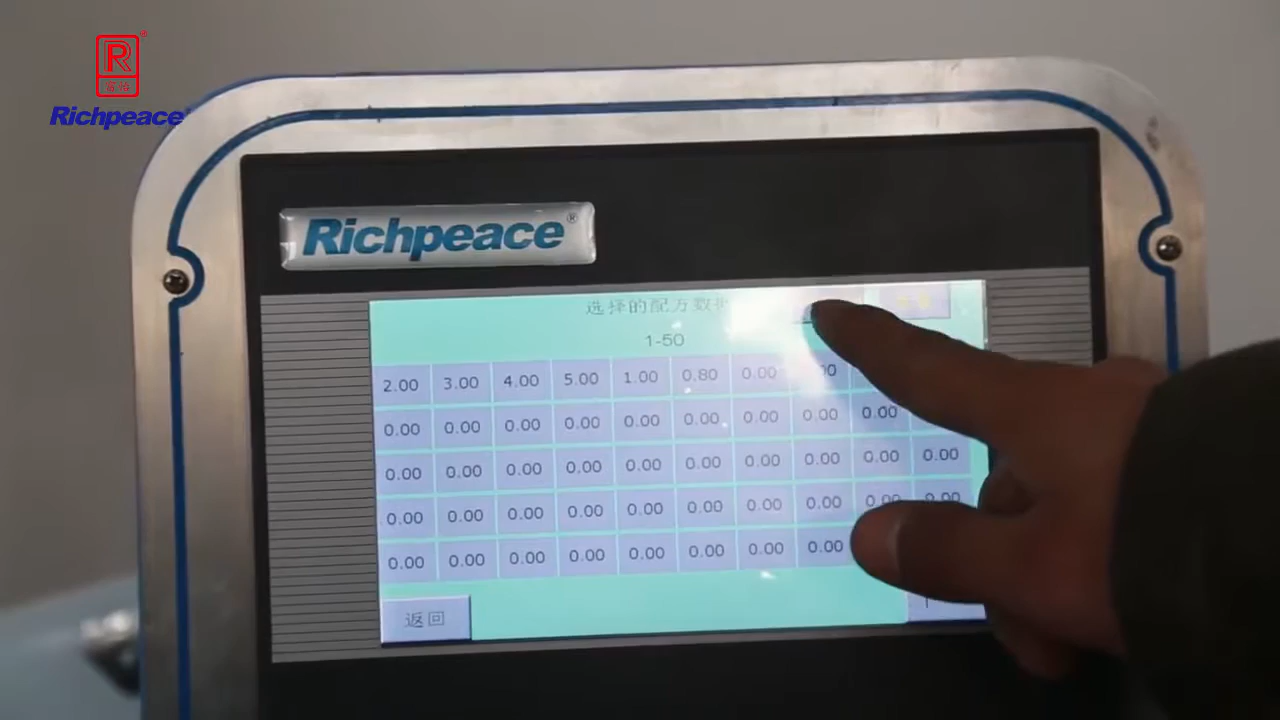 R
®
富怡
Richpeace
Richpeace®
选择的配方数据
1-50
2.00 3.00 4.00 5.00 1.00 0.80 0.00
0.00 0.00 0.00 0.00 0.00 0.00 0.00 0.00 0.00
0.00 0.00 0.00 0.00 0.00 0.00 0.00 0.00 0.00 0.00
0.00 0.00 0.00 0.00 0.00 0.00 0.00 0.00 0.00 0.00
0.00 0.00 0.00 0.00 0.00 0.00 0.00 0.00
返回